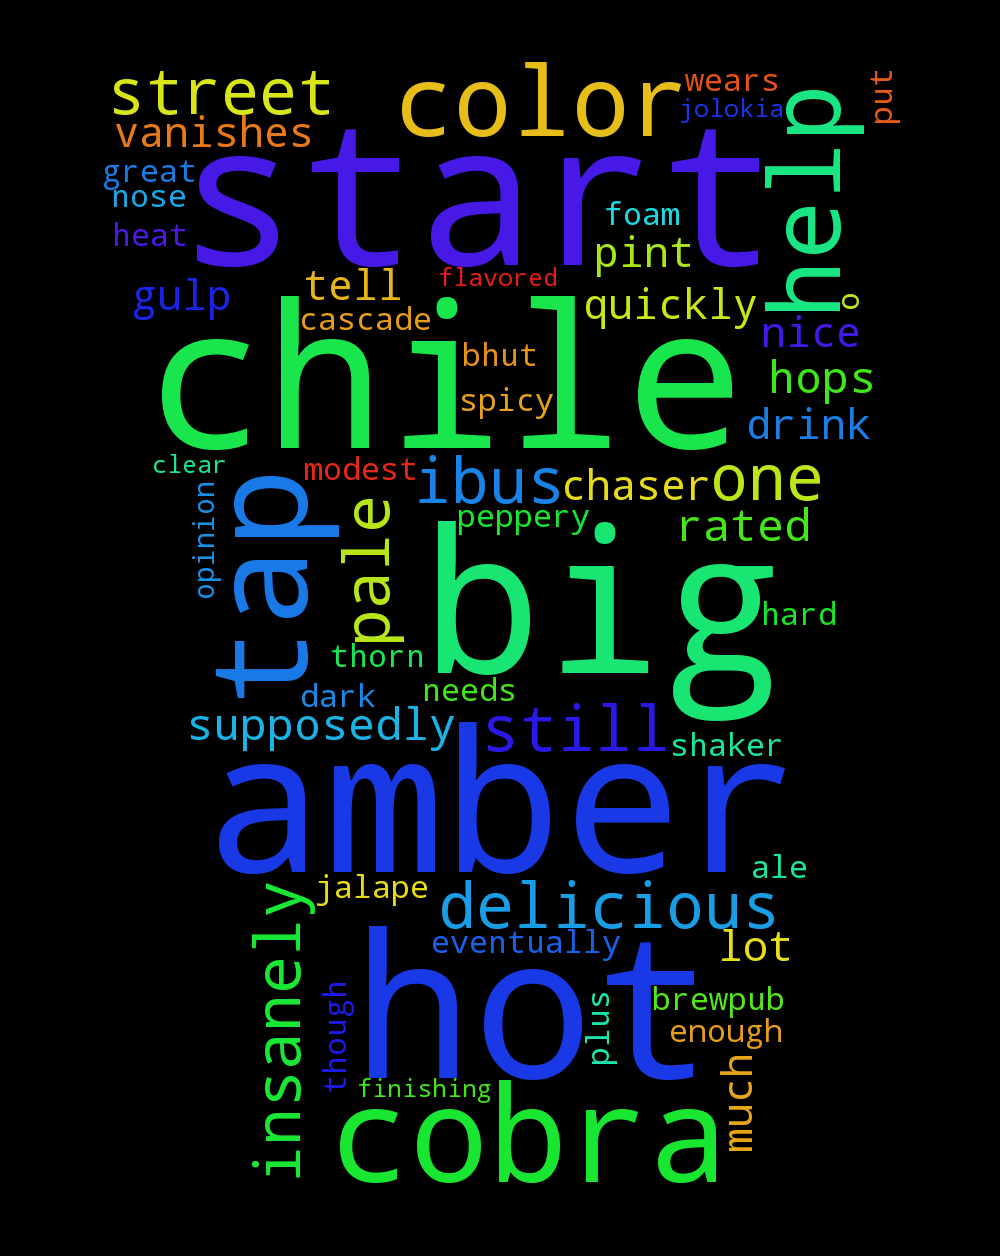 street
color
wears
put
jolokia
vanishes
start
help
great
nose
foam
heat
pint
flavored
tell
gulp
quickly
o
cascade
nice
chile
bhut
hops
spicy
drink
clear
modest
ibus
chaser
one
opinion
tap
pale
peppery
rated
big
hard
thorn
dark
needs
supposedly
still
shaker
amber
ale
jalape
delicious
insanely
eventually
lot
hot
though
plus
brewpub
enough
finishing
much
cobra